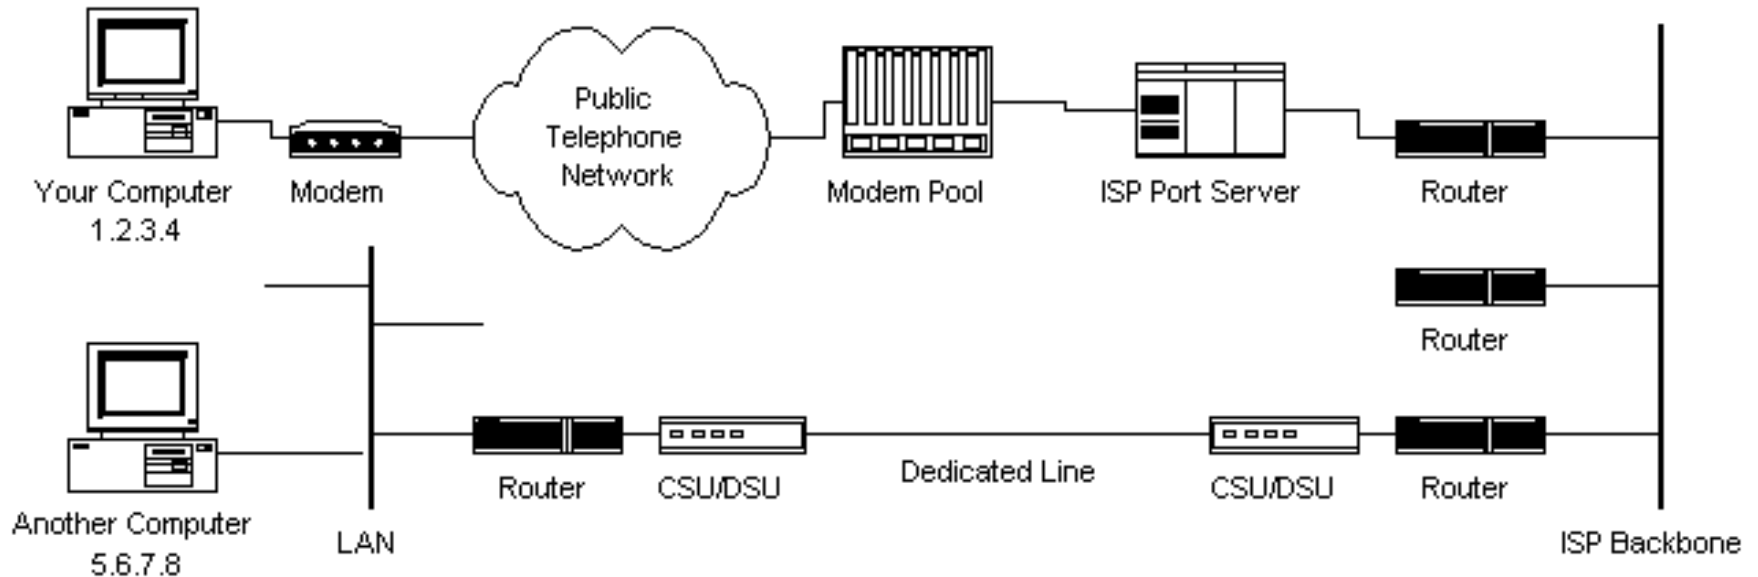 Public
Telephone
Network
Your Computer
1.2.3.4
Modem
Modem Pool
ISP Port Server
Router
Router
Router
CSU/DSU
Dedicated Line
CSU/DSU
Router
Another Computer
5.6.7.8
LAN
ISP Backbone